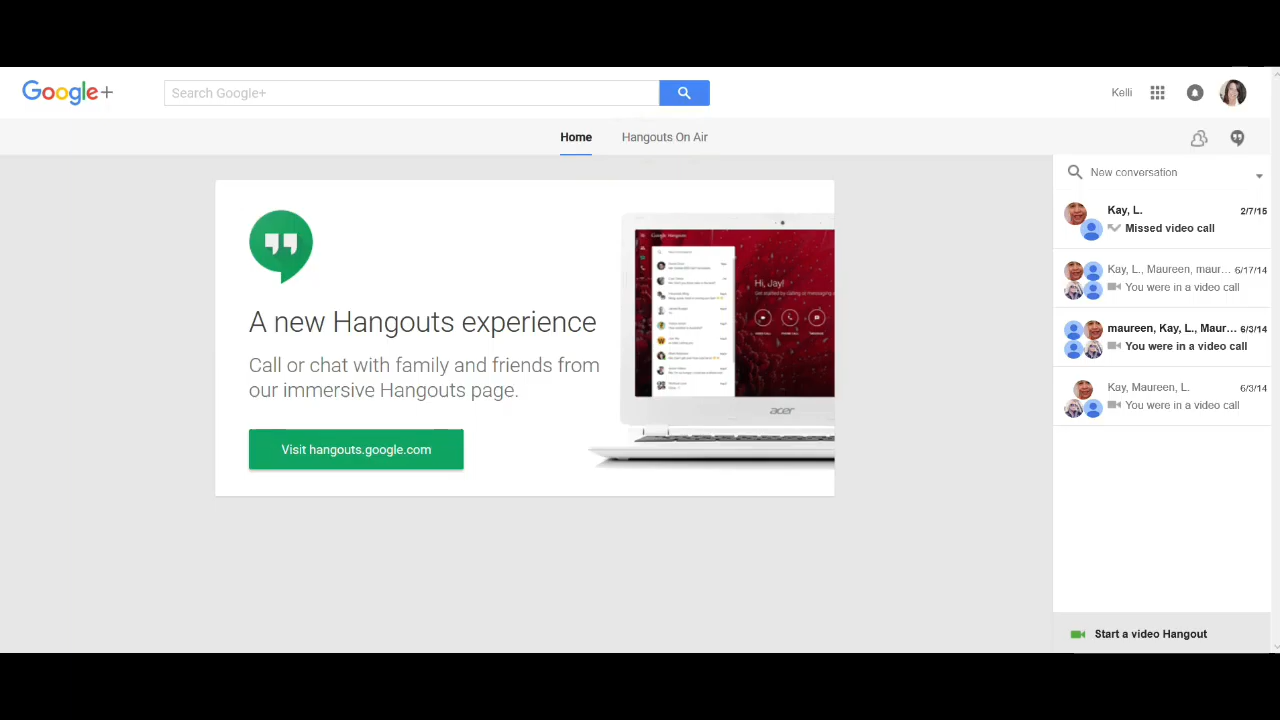 Google+
Search Google+
Kelli
Home
Hangouts On Air
New conversation
Kay, L.
2/7/15
Missed video call
Kay, L., Maureen, maur...
6/17/14
You were in a video call
maureen, Kay, L., Maur...
6/3/14
You were in a video call
Kay, Maureen, L.
6/3/14
You were in a video call
Start a video Hangout
A new Hangouts experience
Call or chat with family and friends from
our immersive Hangouts page.
Visit hangouts.google.com
Google Hangouts
Hi, Jay!
acer